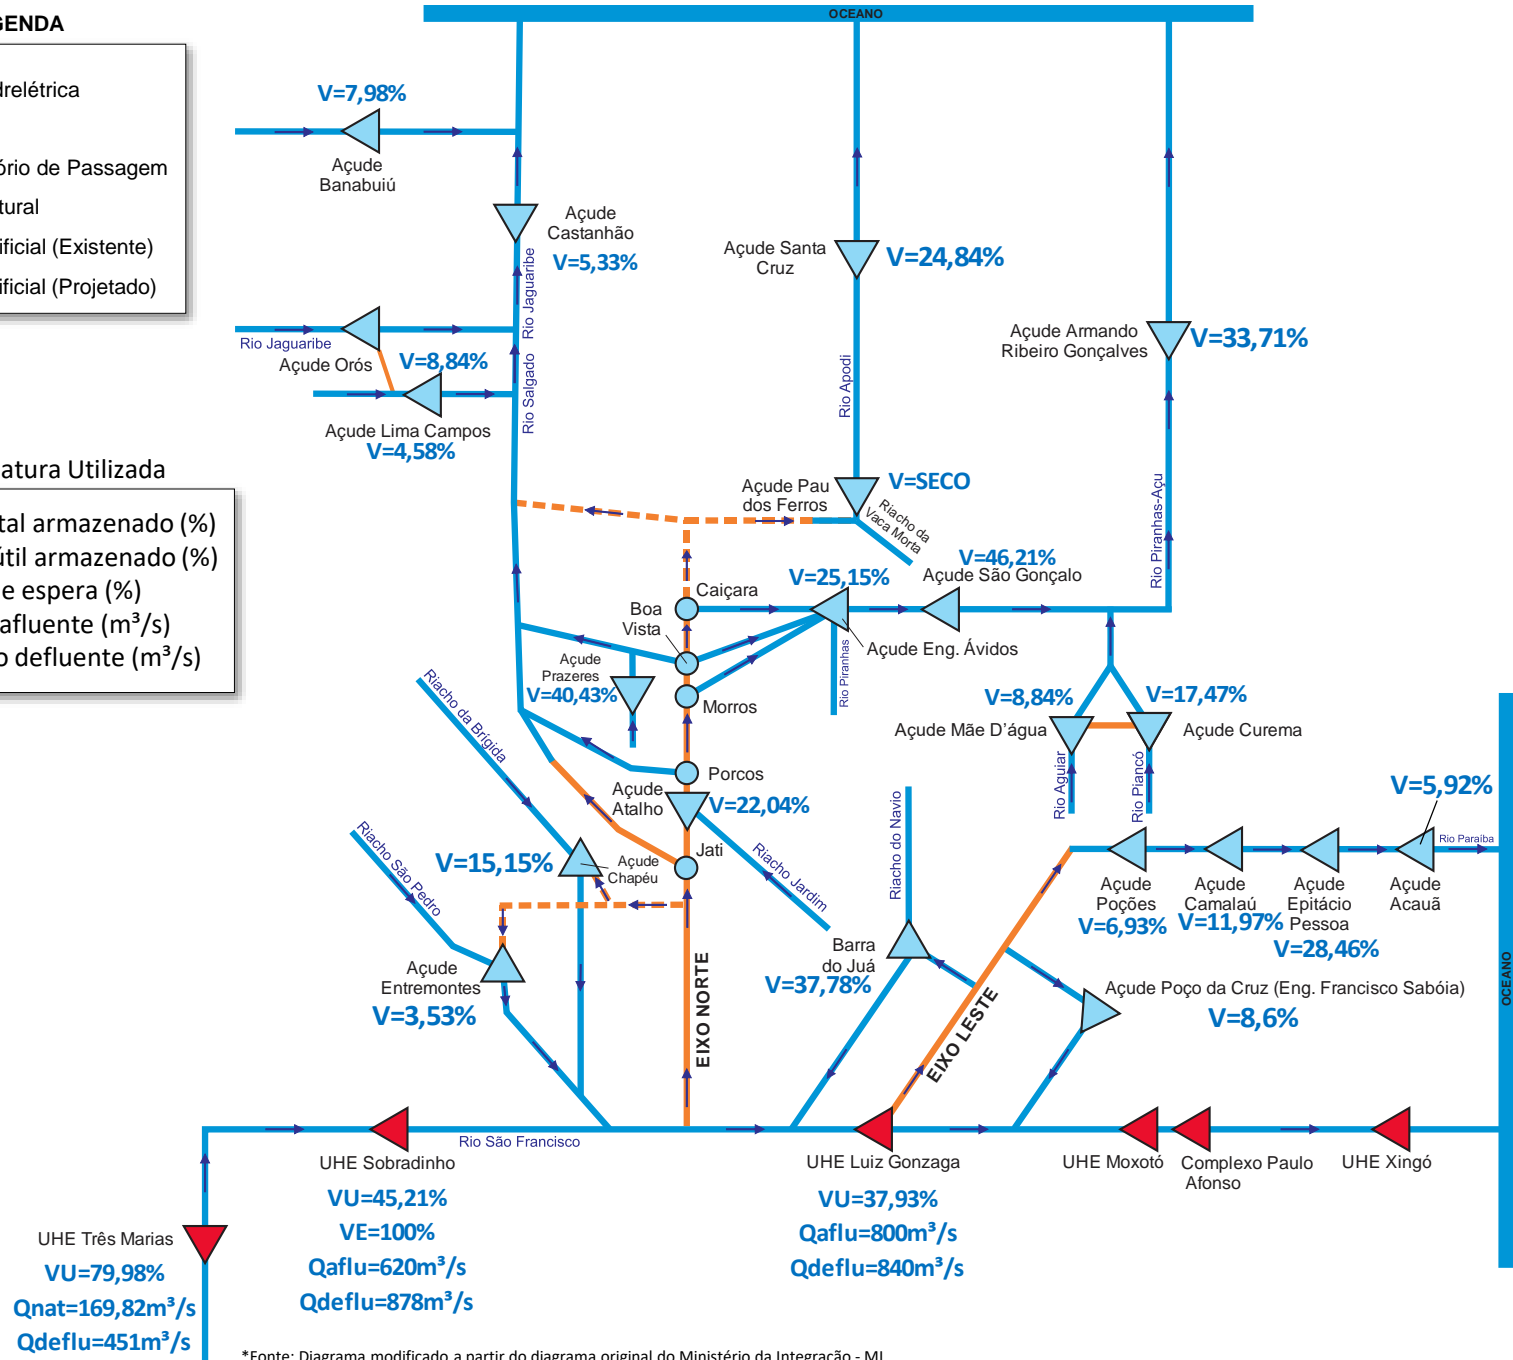 OCEANO
GENDA
drelétrica
ório de Passagem
tural
ificial (Existente)
ificial (Projetado)
V=7,98%
Açude
Banabuiú
Açude
Castanhão
V=5,33%
Rio Jaguaribe
Açude Santa
Cruz
V=24,84%
Açude Armando
Ribeiro Gonçalves
V=33,71%
Rio Jaguaribe
Açude Orós
V=8,84%
Açude Lima Campos
V=4,58%
Rio Salgado
Rio Apodi
Rio Piranhas-Açu
atura Utilizada
tal armazenado (%)
útil armazenado (%)
e espera (%)
afluente (m³/s)
o defluente (m³/s)
Açude Pau
dos Ferros
V=SECO
Riacho da
Vaca Morta
V=46,21%
Açude São Gonçalo
V=25,15%
Caiçara
Boa
Vista
Açude Eng. Ávidos
Rio Piranhas
Açude
Prazeres
V=40,43%
Morros
V=8,84%
Açude Mãe D'água
V=17,47%
Açude Curema
Rio Aguiar
Rio Piancó
Riacho da Brígida
Porcos
Açude
Atalho
V=22,04%
Riacho do Navio
V=5,92%
Rio Paraíba
Riacho São Pedro
V=15,15%
Açude
Chapéu
Jati
Riacho Jardim
Açude
Poções
V=6,93%
Açude
Camalaú
V=11,97%
Açude
Epitácio
Pessoa
V=28,46%
Açude
Acauã
Barra
do Juá
V=37,78%
Açude
Entremontes
V=3,53%
EIXO NORTE
EIXO LESTE
Açude Poço da Cruz (Eng. Francisco Sabóia)
V=8,6%
OCEANO
Rio São Francisco
UHE Sobradinho
VU=45,21%
VE=100%
Qaflu=620m³/s
Qdeflu=878m³/s
UHE Luiz Gonzaga
VU=37,93%
Qaflu=800m³/s
Qdeflu=840m³/s
UHE Moxotó
Complexo Paulo
Afonso
UHE Xingó
UHE Três Marias
VU=79,98%
Qnat=169,82m³/s
Qdeflu=451m³/s
*Fonte: Diagrama modificado a partir do diagrama original do Ministério da Integração - MI